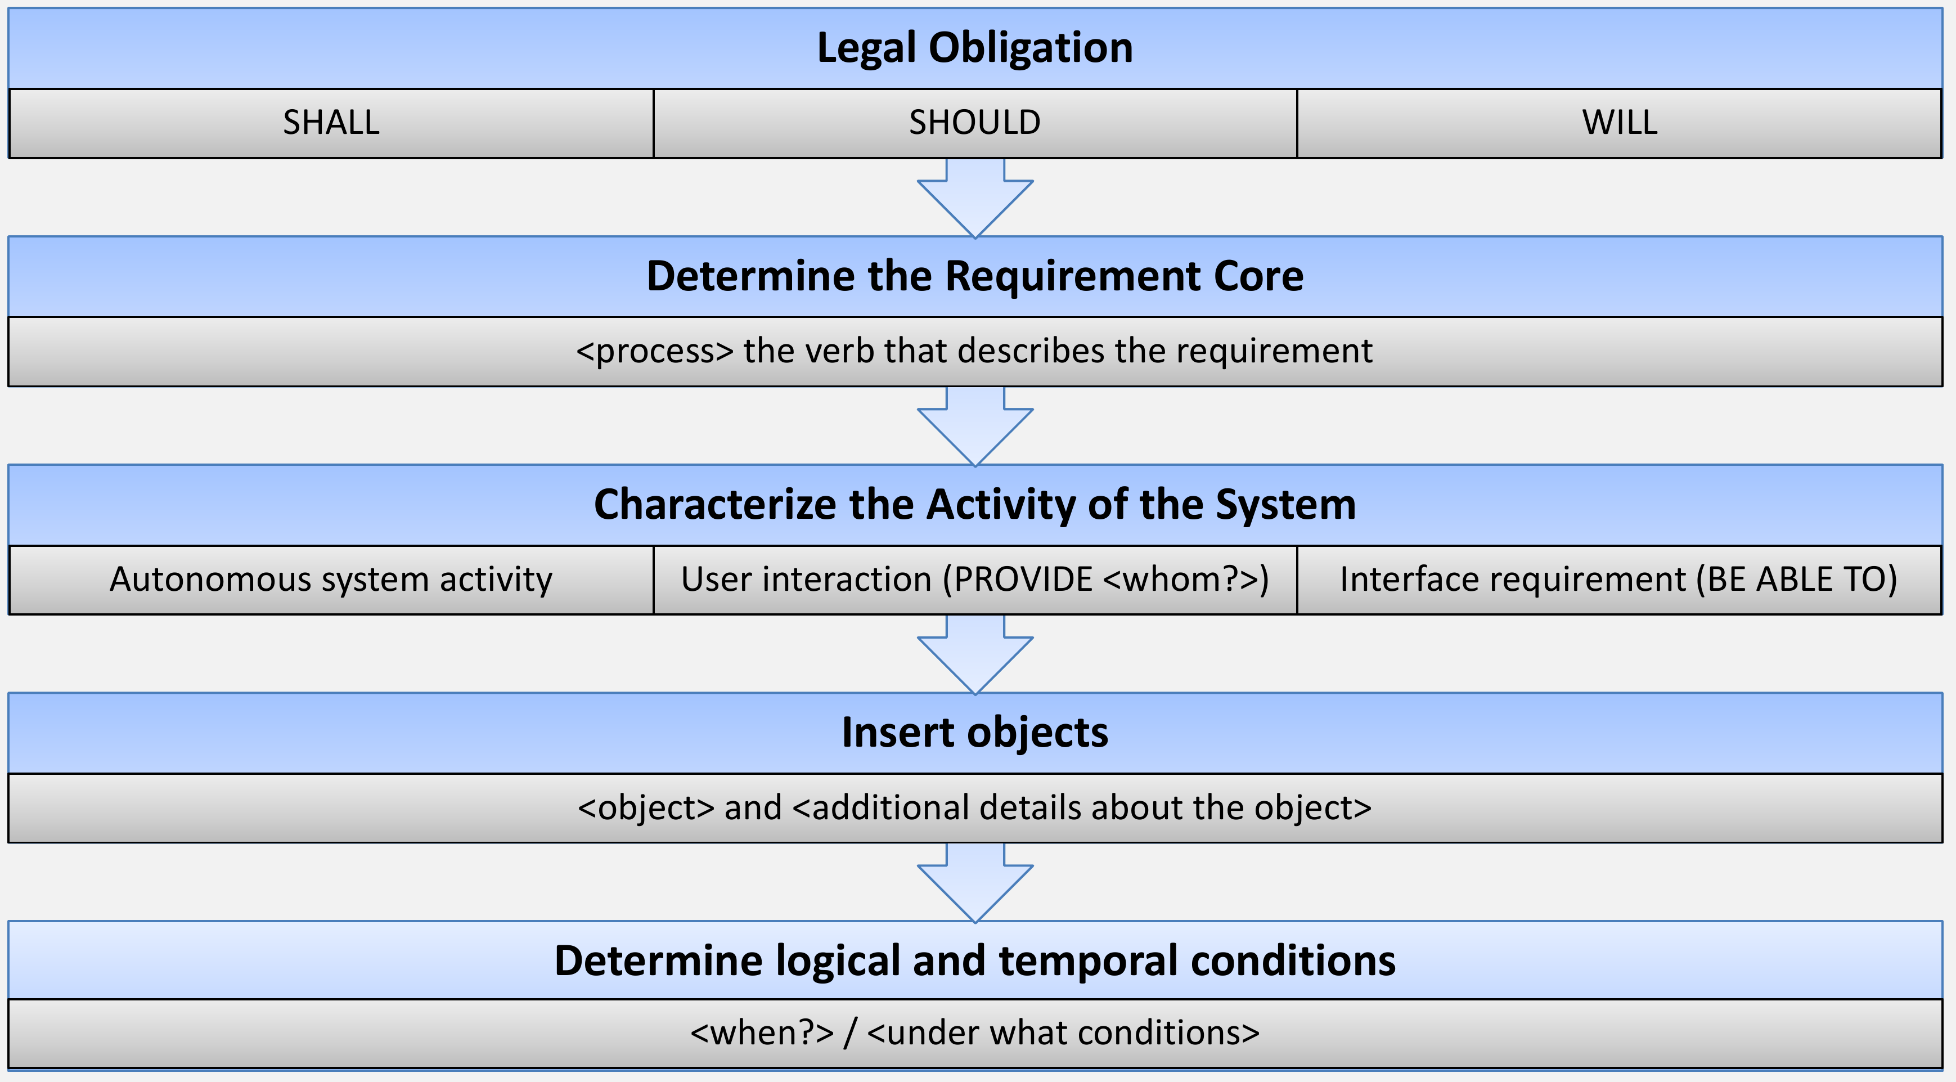 Legal Obligation
SHALL
SHOULD
WILL
Determine the Requirement Core
<process> the verb that describes the requirement
Characterize the Activity of the System
Autonomous system activity
User interaction (PROVIDE <whom?>)
Interface requirement (BE ABLE TO)
Insert objects
<object> and <additional details about the object>
Determine logical and temporal conditions
<when?> / <under what conditions>